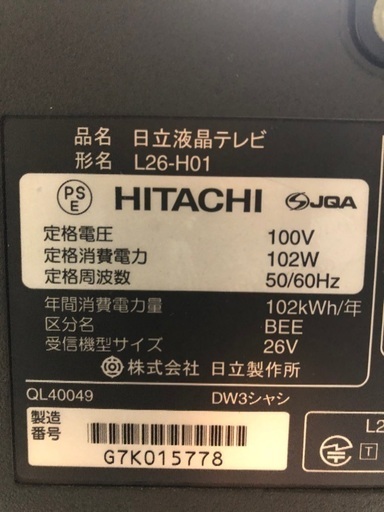 品名 日立液晶テレビ
形名 L26-H01
PS E HITACHI JQA
定格電圧 100V
定格消費電力 102W
定格周波数 50/60Hz
年間消費電力量 102kWh/年
区分名 BEE
受信機型サイズ 26V
株式会社 日立製作所
QL40049 DW3シャシ
製造番号 G7K015778
L2
T